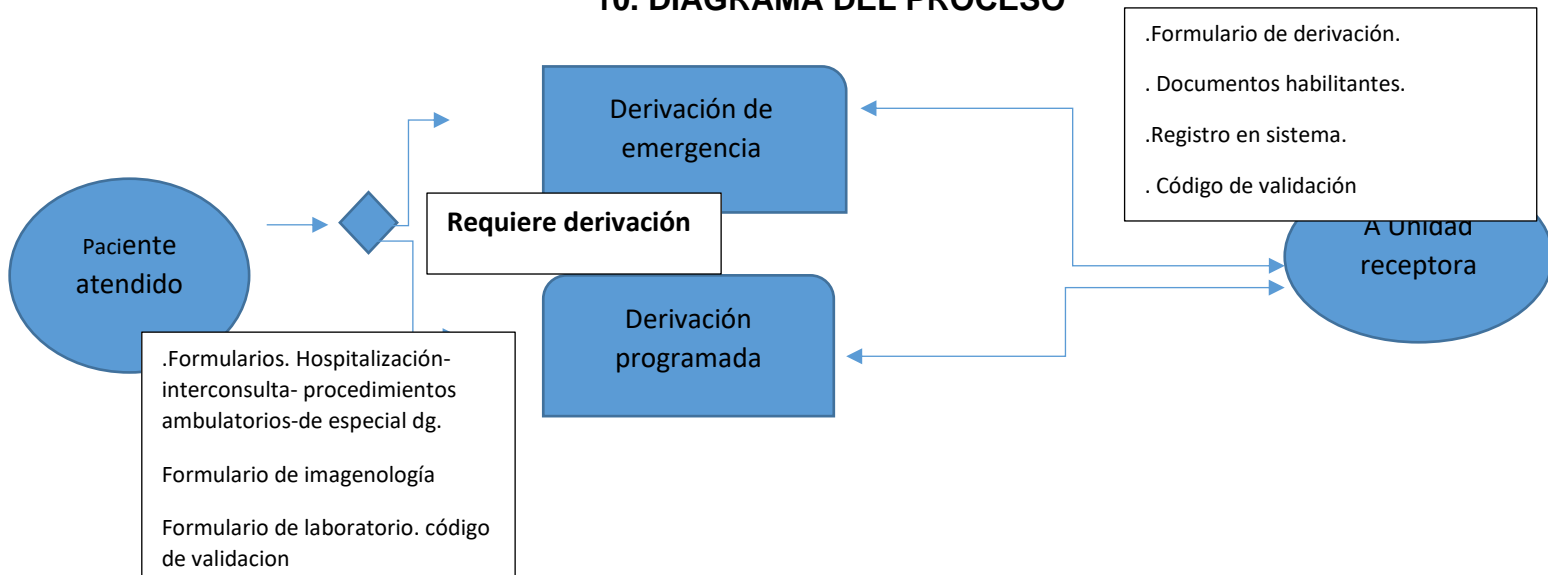 10. DIAGRAMA DEL PROCESO
.Formulario de derivación.
. Documentos habilitantes.
.Registro en sistema.
. Código de validación
Derivación de
emergencia
Requiere derivación
Paciente
atendido
A Unidad
receptora
Derivación
programada
.Formularios. Hospitalización-
interconsulta- procedimientos
ambulatorios-de especial dg.
Formulario de imagenología
Formulario de laboratorio. código
de validacion